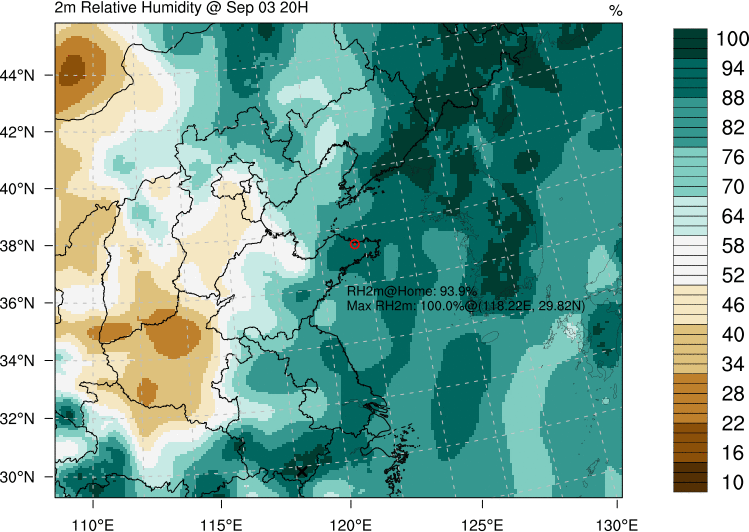 2m Relative Humidity @ Sep 03 20H
%
44°N
42°N
40°N
38°N
36°N
34°N
32°N
30°N
110°E
115°E
120°E
125°E
130°E
RH2m@Home: 93.9%
Max RH2m: 100.0%@(118.22E, 29.82N)
100
94
88
82
76
70
64
58
52
46
40
34
28
22
16
10